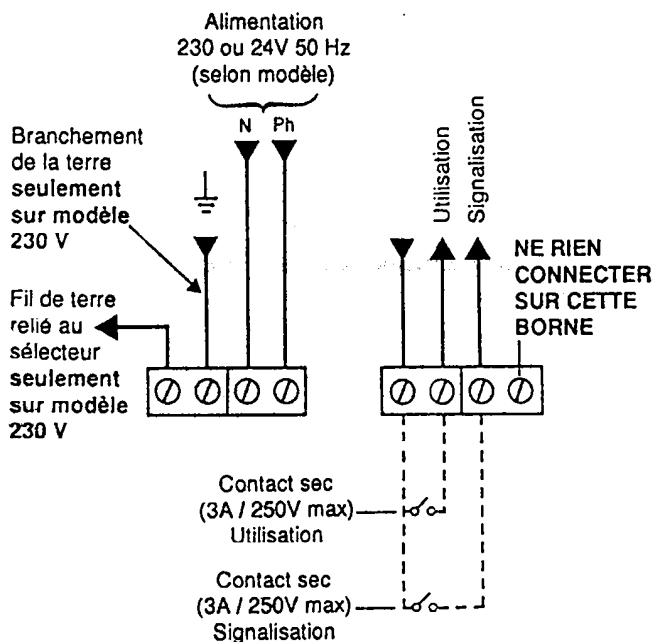 Alimentation
230 ou 24V 50 Hz
(selon modèle)
N Ph
Branchement
de la terre
seulement
sur modèle
230 V
Fil de terre
relié au
sélecteur
seulement
sur modèle
230 V
Utilisation
Signalisation
NE RIEN
CONNECTER
SUR CETTE
BORNE
Contact sec
(3A / 250V max)
Utilisation
Contact sec
(3A / 250V max)
Signalisation